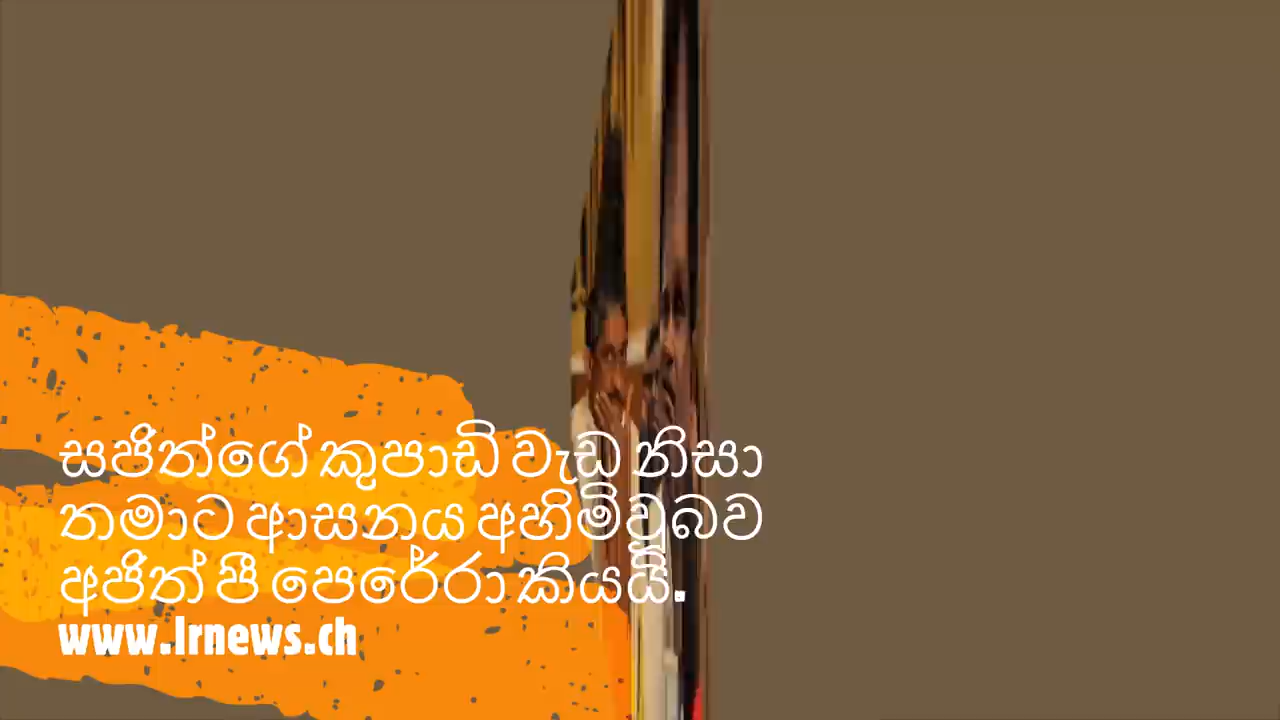 සජිත්ගේ කුපාඩි වැඩ නිසා
තමාට ආසනය අහිම්වූබව
අජිත් පී පෙරේරා කියයි.
www.lrnews.ch